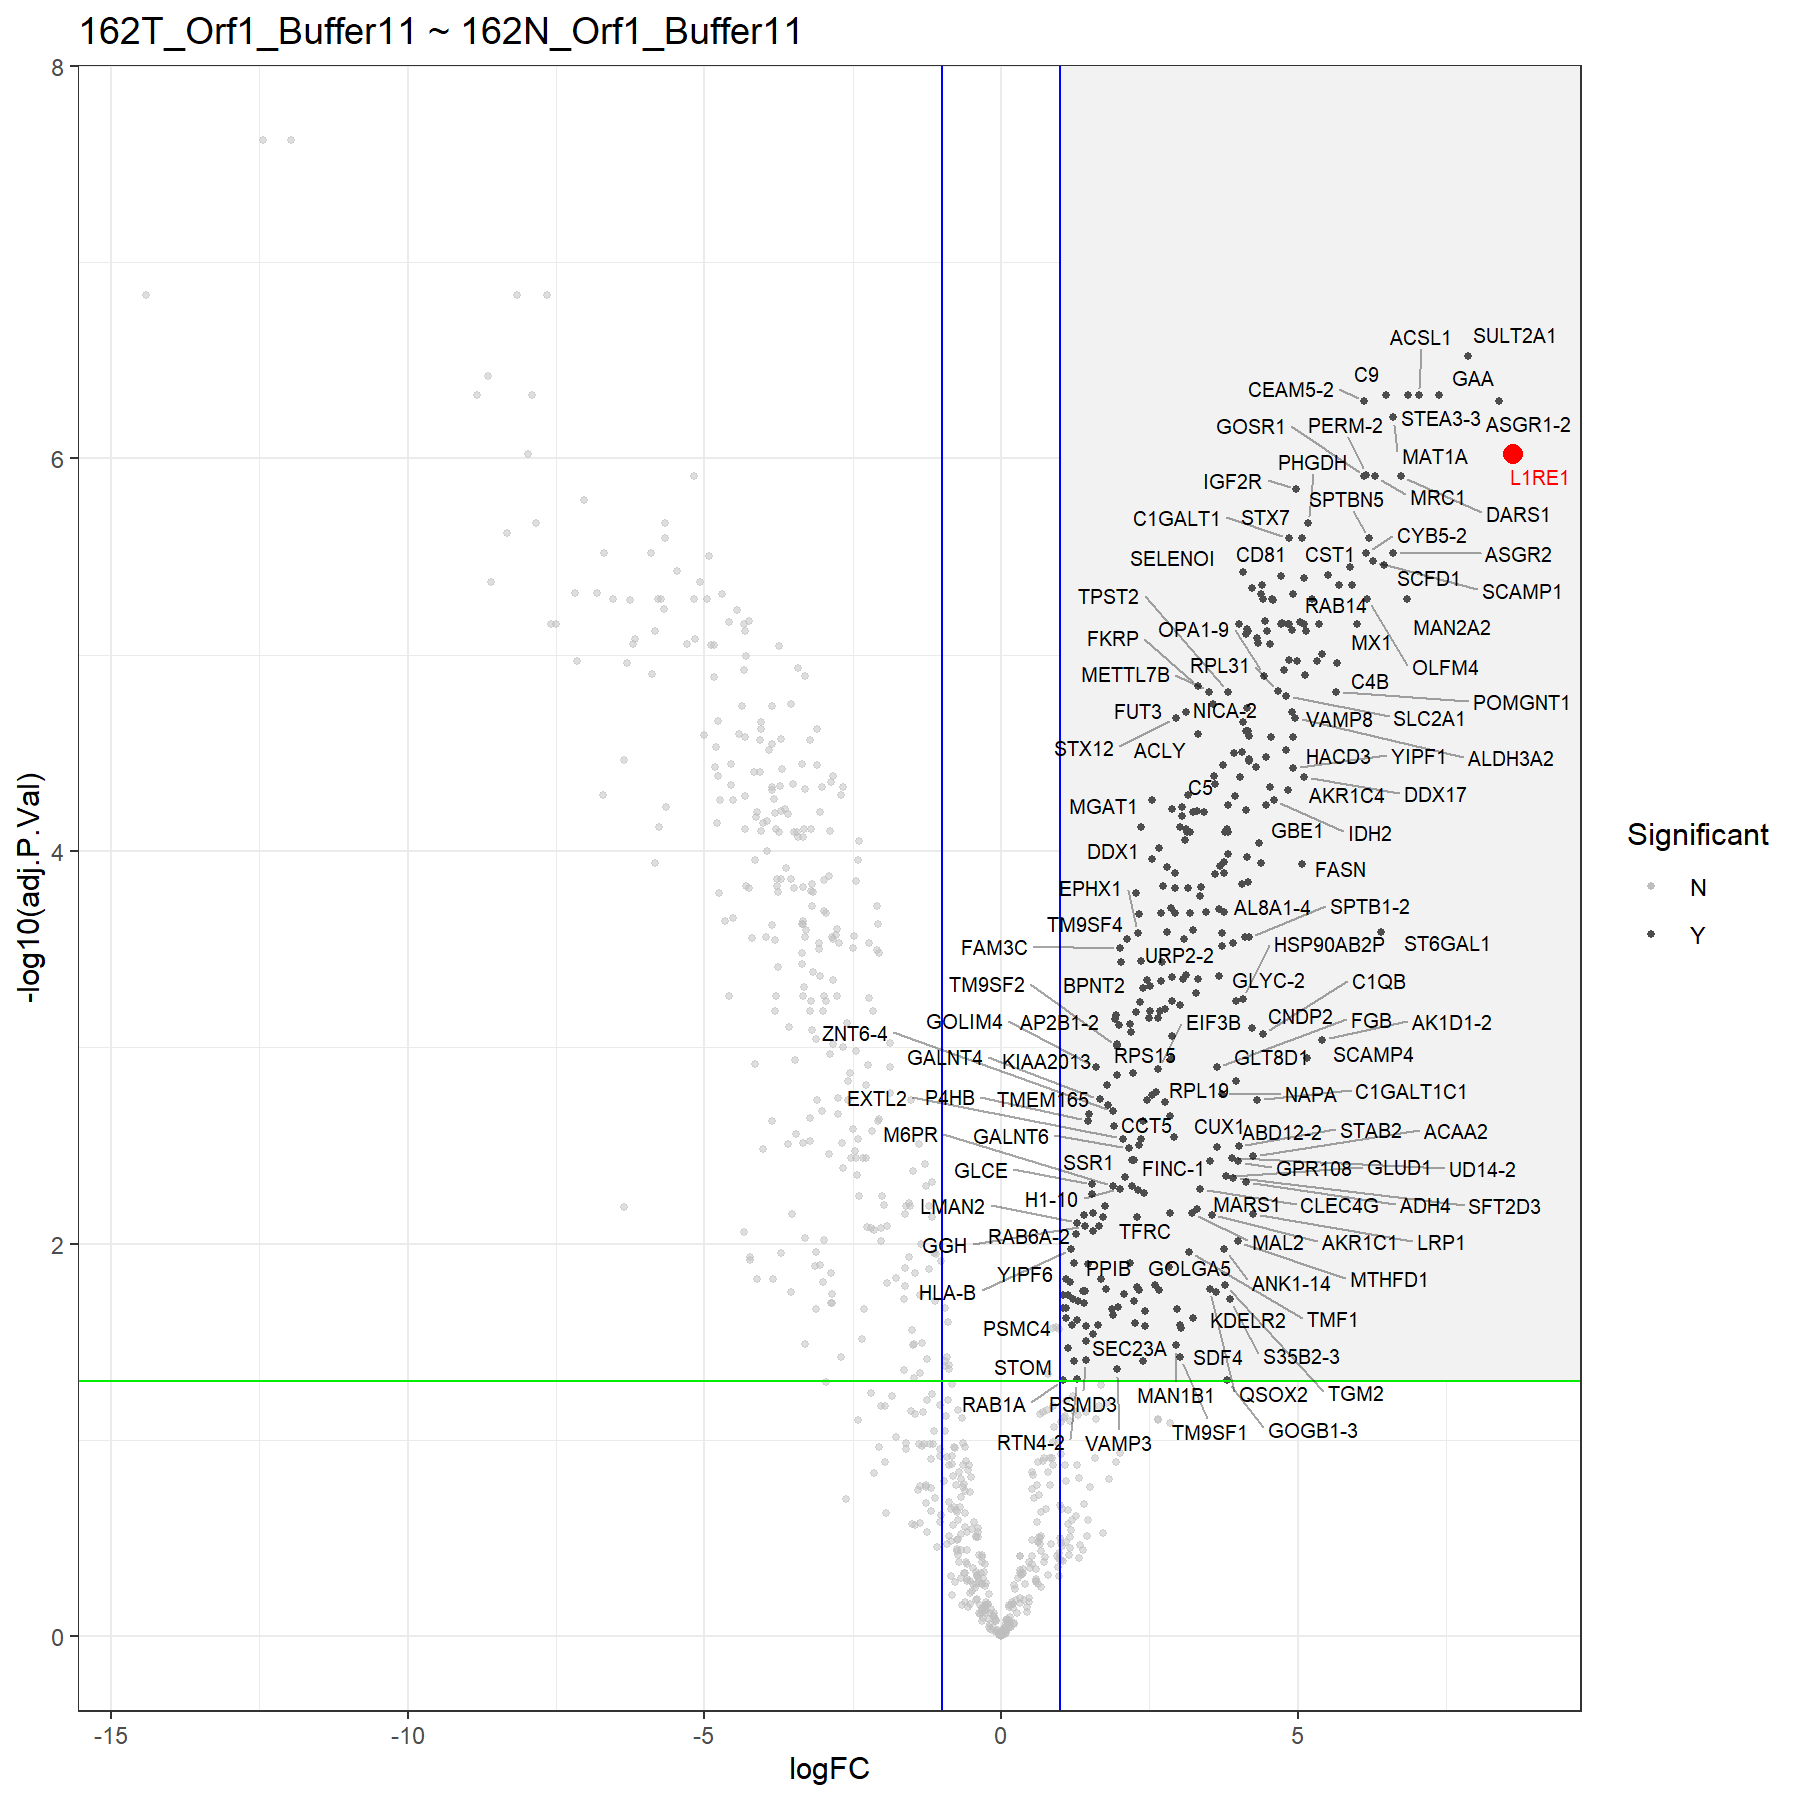 162T_Orf1_Buffer11 ~ 162N_Orf1_Buffer11
8
6
4
2
0
-log10(adj.P.Val)
-15
-10
-5
0
5
logFC
Significant
N
Y
ACSL1
SULT2A1
C9
GAA
CEAM5-2
STEA3-3
ASGR1-2
GOSR1
PERM-2
MAT1A
PHGDH
L1RE1
IGF2R
SPTBN5
MRC1
DARS1
C1GALT1
STX7
CYB5-2
SELENOI
CD81
CST1
ASGR2
SCFD1
SCAMP1
TPST2
RAB14
OPA1-9
MAN2A2
FKRP
MX1
METTL7B
RPL31
OLFM4
C4B
POMGNT1
FUT3
NICA-2
VAMP8
SLC2A1
STX12
ACLY
HACD3
YIPF1
ALDH3A2
C5
AKR1C4
DDX17
MGAT1
GBE1
IDH2
DDX1
FASN
EPHX1
AL8A1-4
SPTB1-2
TM9SF4
FAM3C
URP2-2
HSP90AB2P
ST6GAL1
TM9SF2
BPNT2
GLYC-2
C1QB
GOLIM4
AP2B1-2
EIF3B
CNDP2
FGB
AK1D1-2
ZNT6-4
GALNT4
KIAA2013
RPS15
GLT8D1
SCAMP4
EXTL2
P4HB
TMEM165
RPL19
NAPA
C1GALT1C1
M6PR
GALNT6
CCT5
CUX1
ABD12-2
STAB2
ACAA2
GLCE
SSR1
FINC-1
GPR108
GLUD1
UD14-2
LMAN2
H1-10
MARS1
CLEC4G
ADH4
SFT2D3
GGH
RAB6A-2
TFRC
MAL2
AKR1C1
LRP1
HLA-B
YIPF6
PPIB
GOLGA5
ANK1-14
MTHFD1
PSMC4
KDELR2
TMF1
STOM
SEC23A
SDF4
S35B2-3
RAB1A
PSMD3
MAN1B1
QSOX2
TGM2
RTN4-2
VAMP3
TM9SF1
GOGB1-3